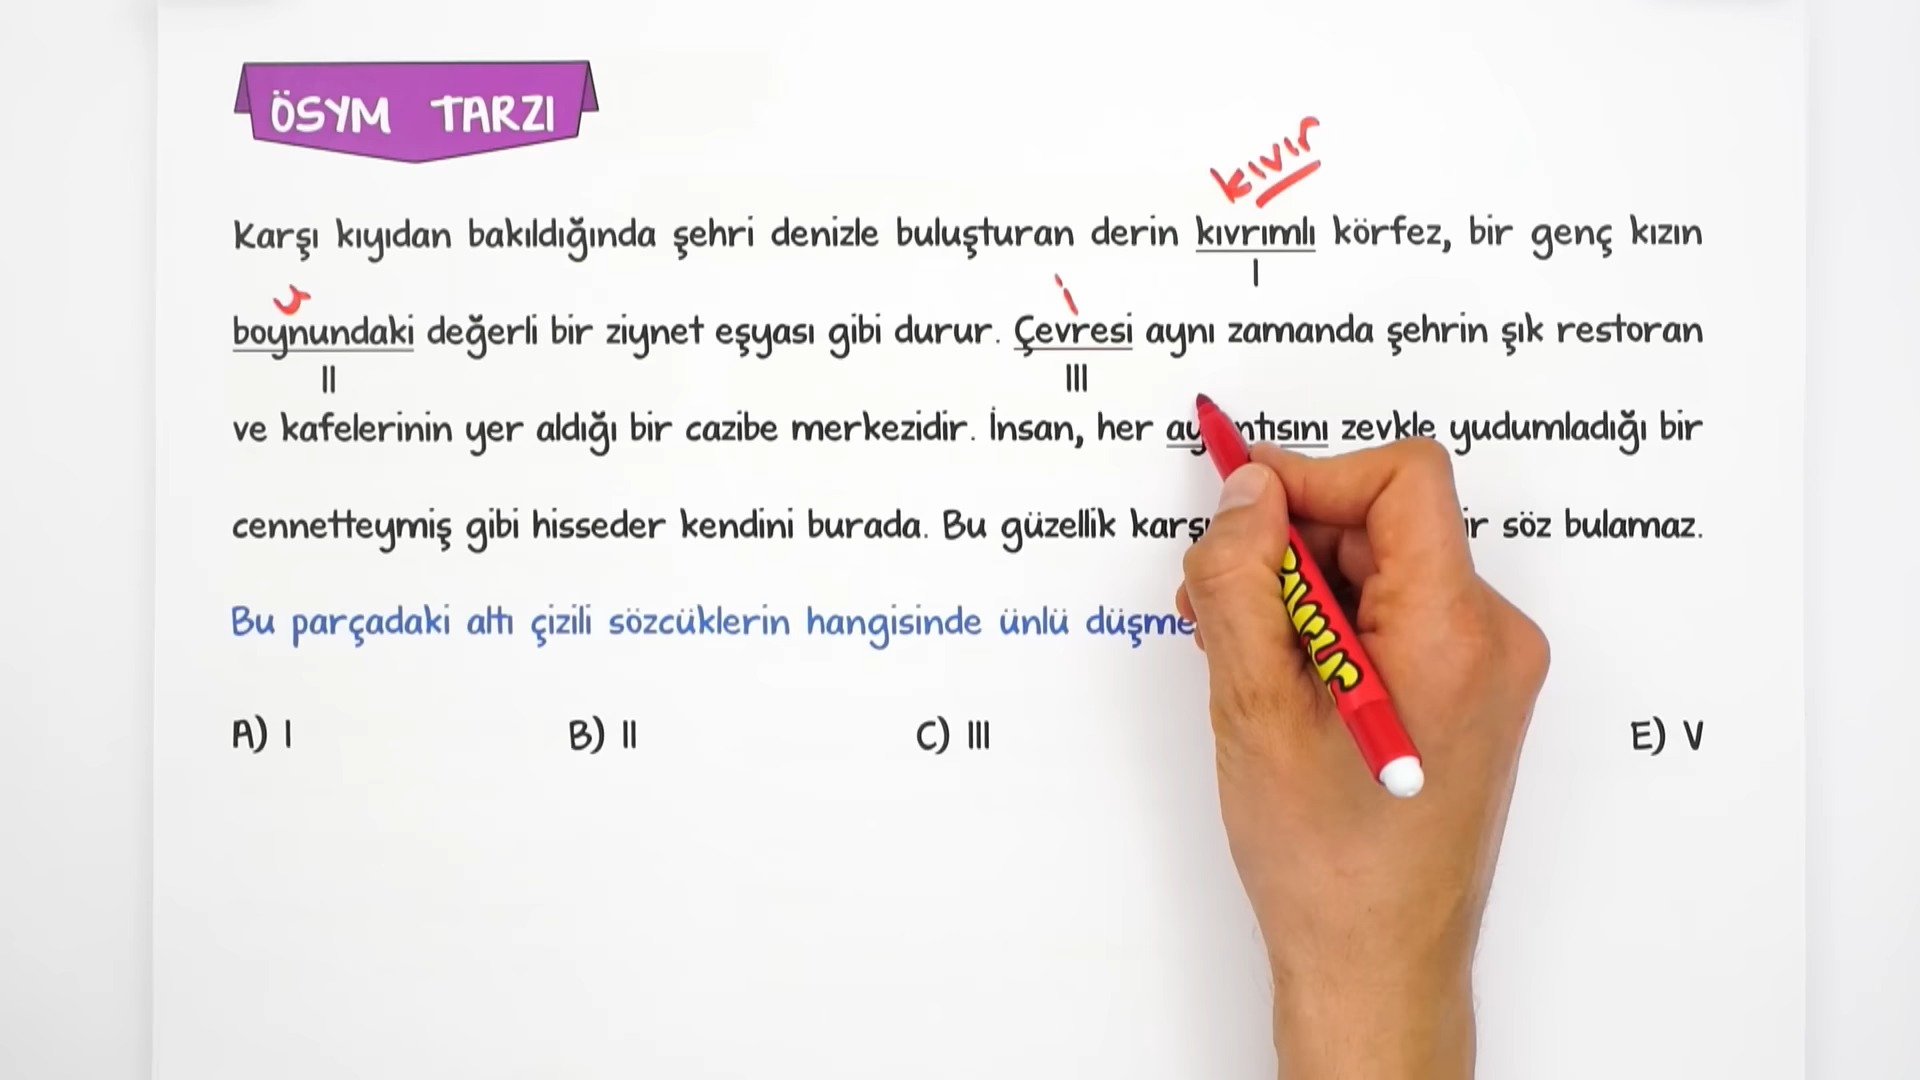 ÖSYM TARZI
kıvır
Karşı kıyıdan bakıldığında şehri denizle buluşturan derin kıvrımlı körfez, bir genç kızın
I
u i
boynundaki değerli bir ziynet eşyası gibi durur. Çevresi aynı zamanda şehrin şık restoran
II III
ve kafelerinin yer aldığı bir cazibe merkezidir. İnsan, her zevkle yudumladığı bir
cennetteymiş gibi hisseder kendini burada. Bu güzellik söz bulamaz.
Bu parçadaki altı çizili sözcüklerin hangisinde ünlü
A) I B) II C) III E) V